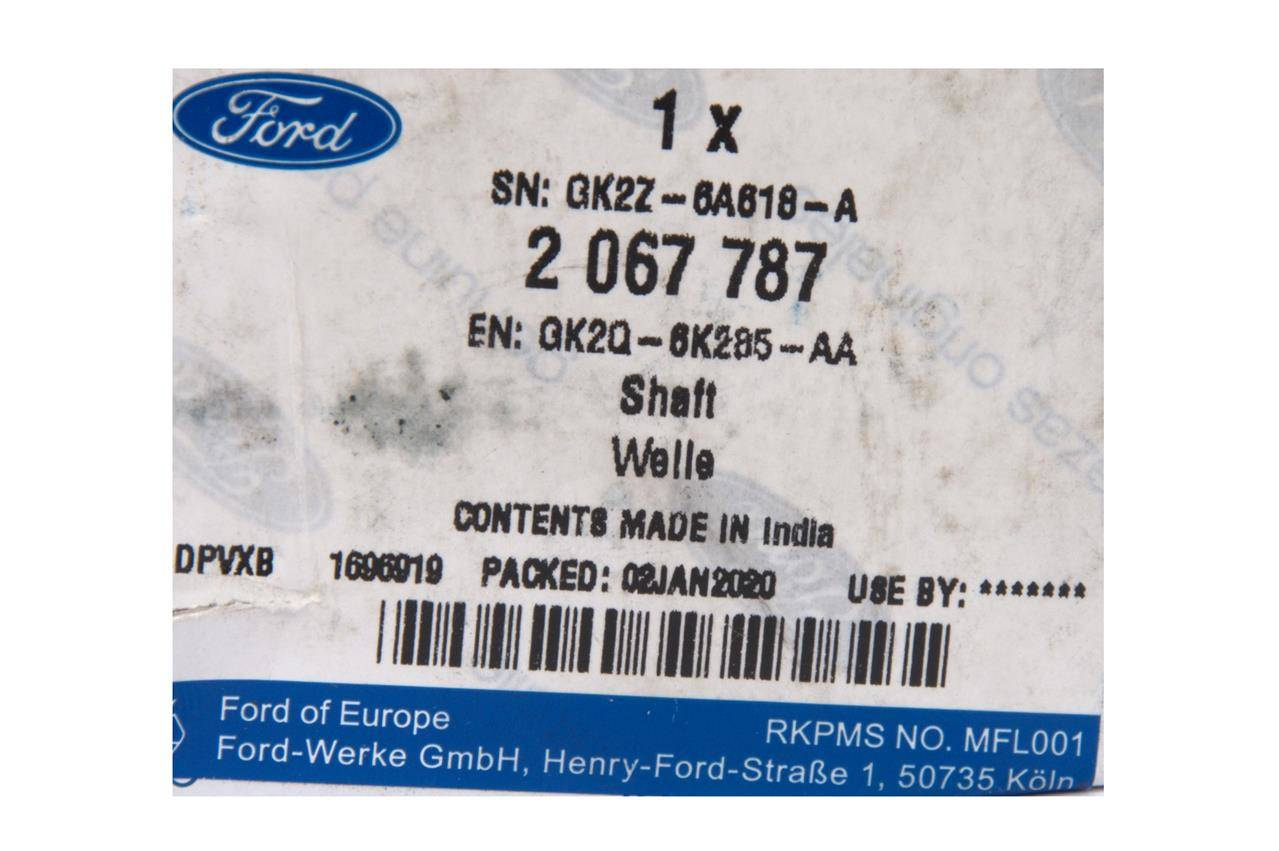 Ford
1 x
SN: GK2Z-6A618-A
2 067 787
EN: GK2Q-6K285-AA
Shaft
Welle
CONTENTS MADE IN India
DPVXB 1696919 PACKED: 02JAN2020 USE BY: *******
Ford of Europe
RKPMS NO. MFL001
Ford-Werke GmbH, Henry-Ford-Straße 1, 50735 Köln